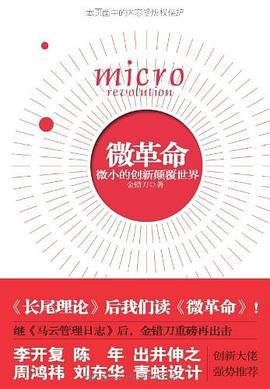 本页面中的内容受版权保护
micro
revolution
微革命
微小的创新颠覆世界
金错刀 著
《长尾理论》后我们读《微革命》!
继《马云管理日志》后，金错刀重磅再出击
李开复 陈 年 出井伸之 创新大佬
周鸿祎 刘东华 青蛙设计 强势推荐